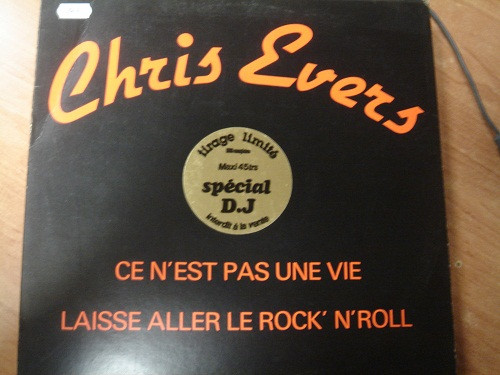 Chris Evers
tirage limité
Maxi 45trs
spécial
D.J
interdit à la vente
CE N'EST PAS UNE VIE
LAISSE ALLER LE ROCK' N'ROLL